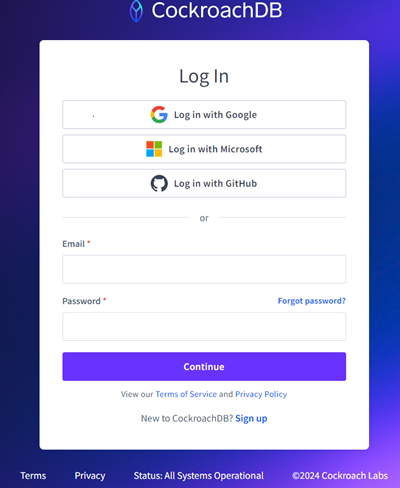 CockroachDB
Log In
Log in with Google
Log in with Microsoft
Log in with GitHub
or
Email *
Password * Forgot password?
Continue
View our Terms of Service and Privacy Policy
New to CockroachDB? Sign up
Terms Privacy Status: All Systems Operational ©2024 Cockroach Labs